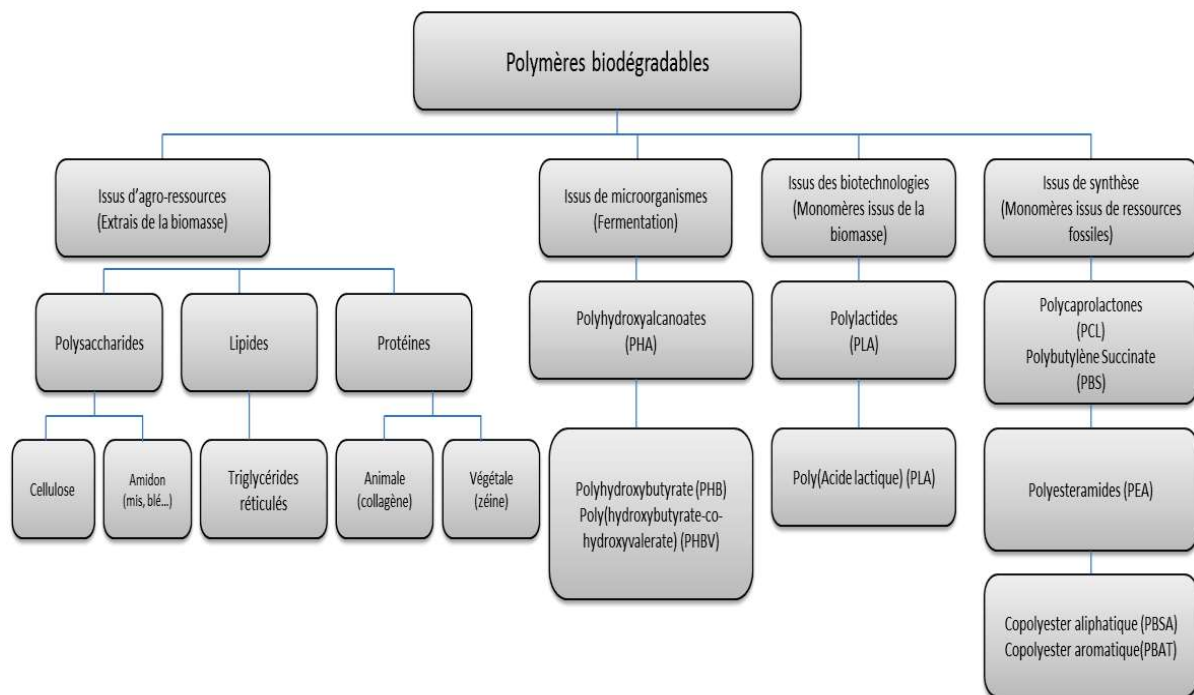 Polymères biodégradables
Issus d'agro-ressources
(Extrais de la biomasse)
Issus de microorganismes
(Fermentation)
Issus des biotechnologies
(Monomères issus de la
biomasse)
Issus de synthèse
(Monomères issus de ressources
fossiles)
Polysaccharides
Lipides
Protéines
Polyhydroxyalcanoates
(PHA)
Polylactides
(PLA)
Polycaprolactones
(PCL)
Polybutylène Succinate
(PBS)
Cellulose
Amidon
(mis, blé...)
Triglycérides
réticulés
Animale
(collagène)
Végétale
(zéine)
Polyhydroxybutyrate (PHB)
Poly(hydroxybutyrate-co-
hydroxyvalerate) (PHBV)
Poly(Acide lactique) (PLA)
Polyesteramides (PEA)
Copolyester aliphatique (PBSA)
Copolyester aromatique(PBAT)